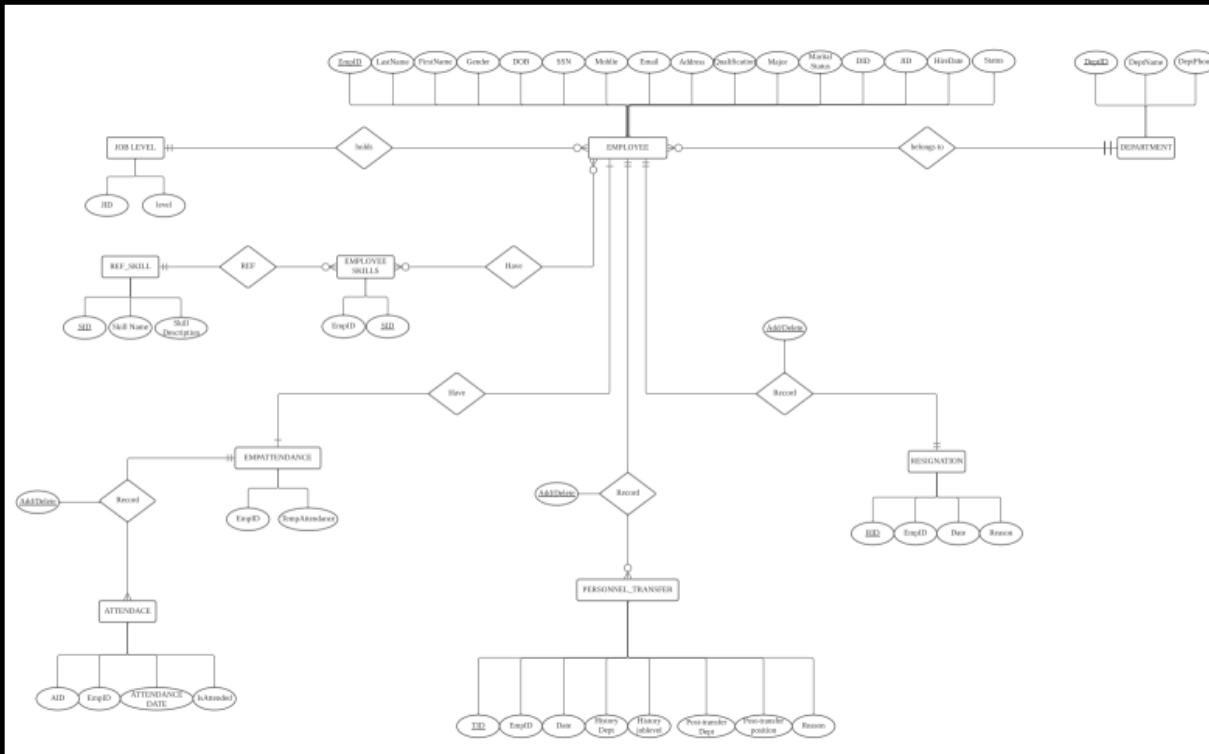 EmpID
LastName
FirstName
Gender
DOB
SSN
Mobile
Email
Address
Qualification
Major
Marital
Status
DID
JID
HireDate
Status
DeptID
DeptName
DeptPhon
JOB LEVEL
holds
EMPLOYEE
belongs to
DEPARTMENT
JID
level
REF_SKILL
REF
EMPLOYEE
SKILLS
Have
SID
Skill Name
Skill
Description
EmpID
SID
Add/Delete
Have
Record
EMPATTENDANCE
RESIGNATION
Add/Delete
Record
EmpID
TempAttendance
Add/Delete
Record
RID
EmpID
Date
Reason
ATTENDACE
PERSONNEL_TRANSFER
AID
EmpID
ATTENDANCE
DATE
IsAttended
TID
EmpID
Date
History
Dept
History
joblevel
Post-transfer
Dept
Post-transfer
position
Reason